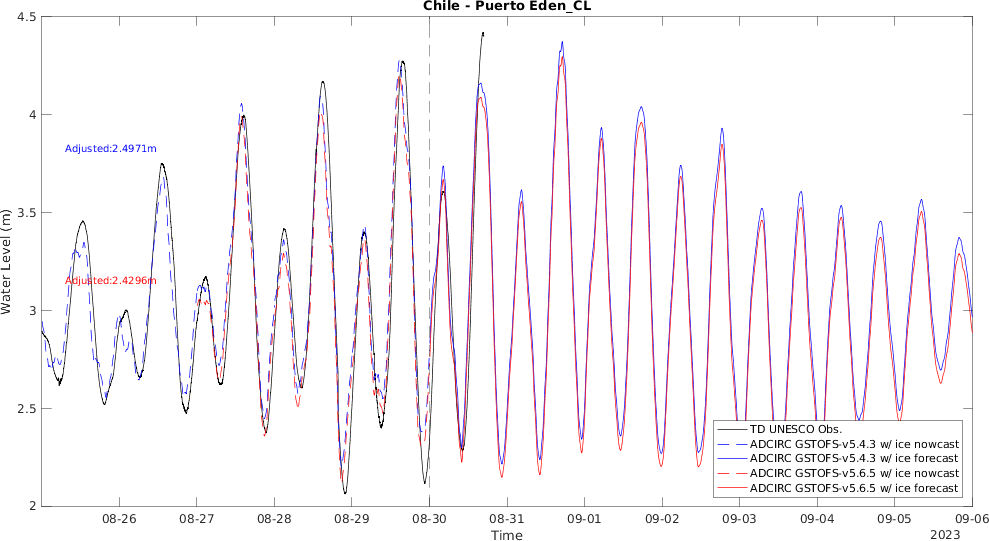 Chile - Puerto Eden_CL
4.5
4
3.5
3
2.5
2
Water Level (m)
Adjusted:2.4971m
Adjusted:2.4296m
TD UNESCO Obs.
ADCIRC GSTOFS-v5.4.3 w/ ice nowcast
ADCIRC GSTOFS-v5.4.3 w/ ice forecast
ADCIRC GSTOFS-v5.6.5 w/ ice nowcast
ADCIRC GSTOFS-v5.6.5 w/ ice forecast
08-26 08-27 08-28 08-29 08-30 08-31 09-01 09-02 09-03 09-04 09-05 09-06
Time
2023